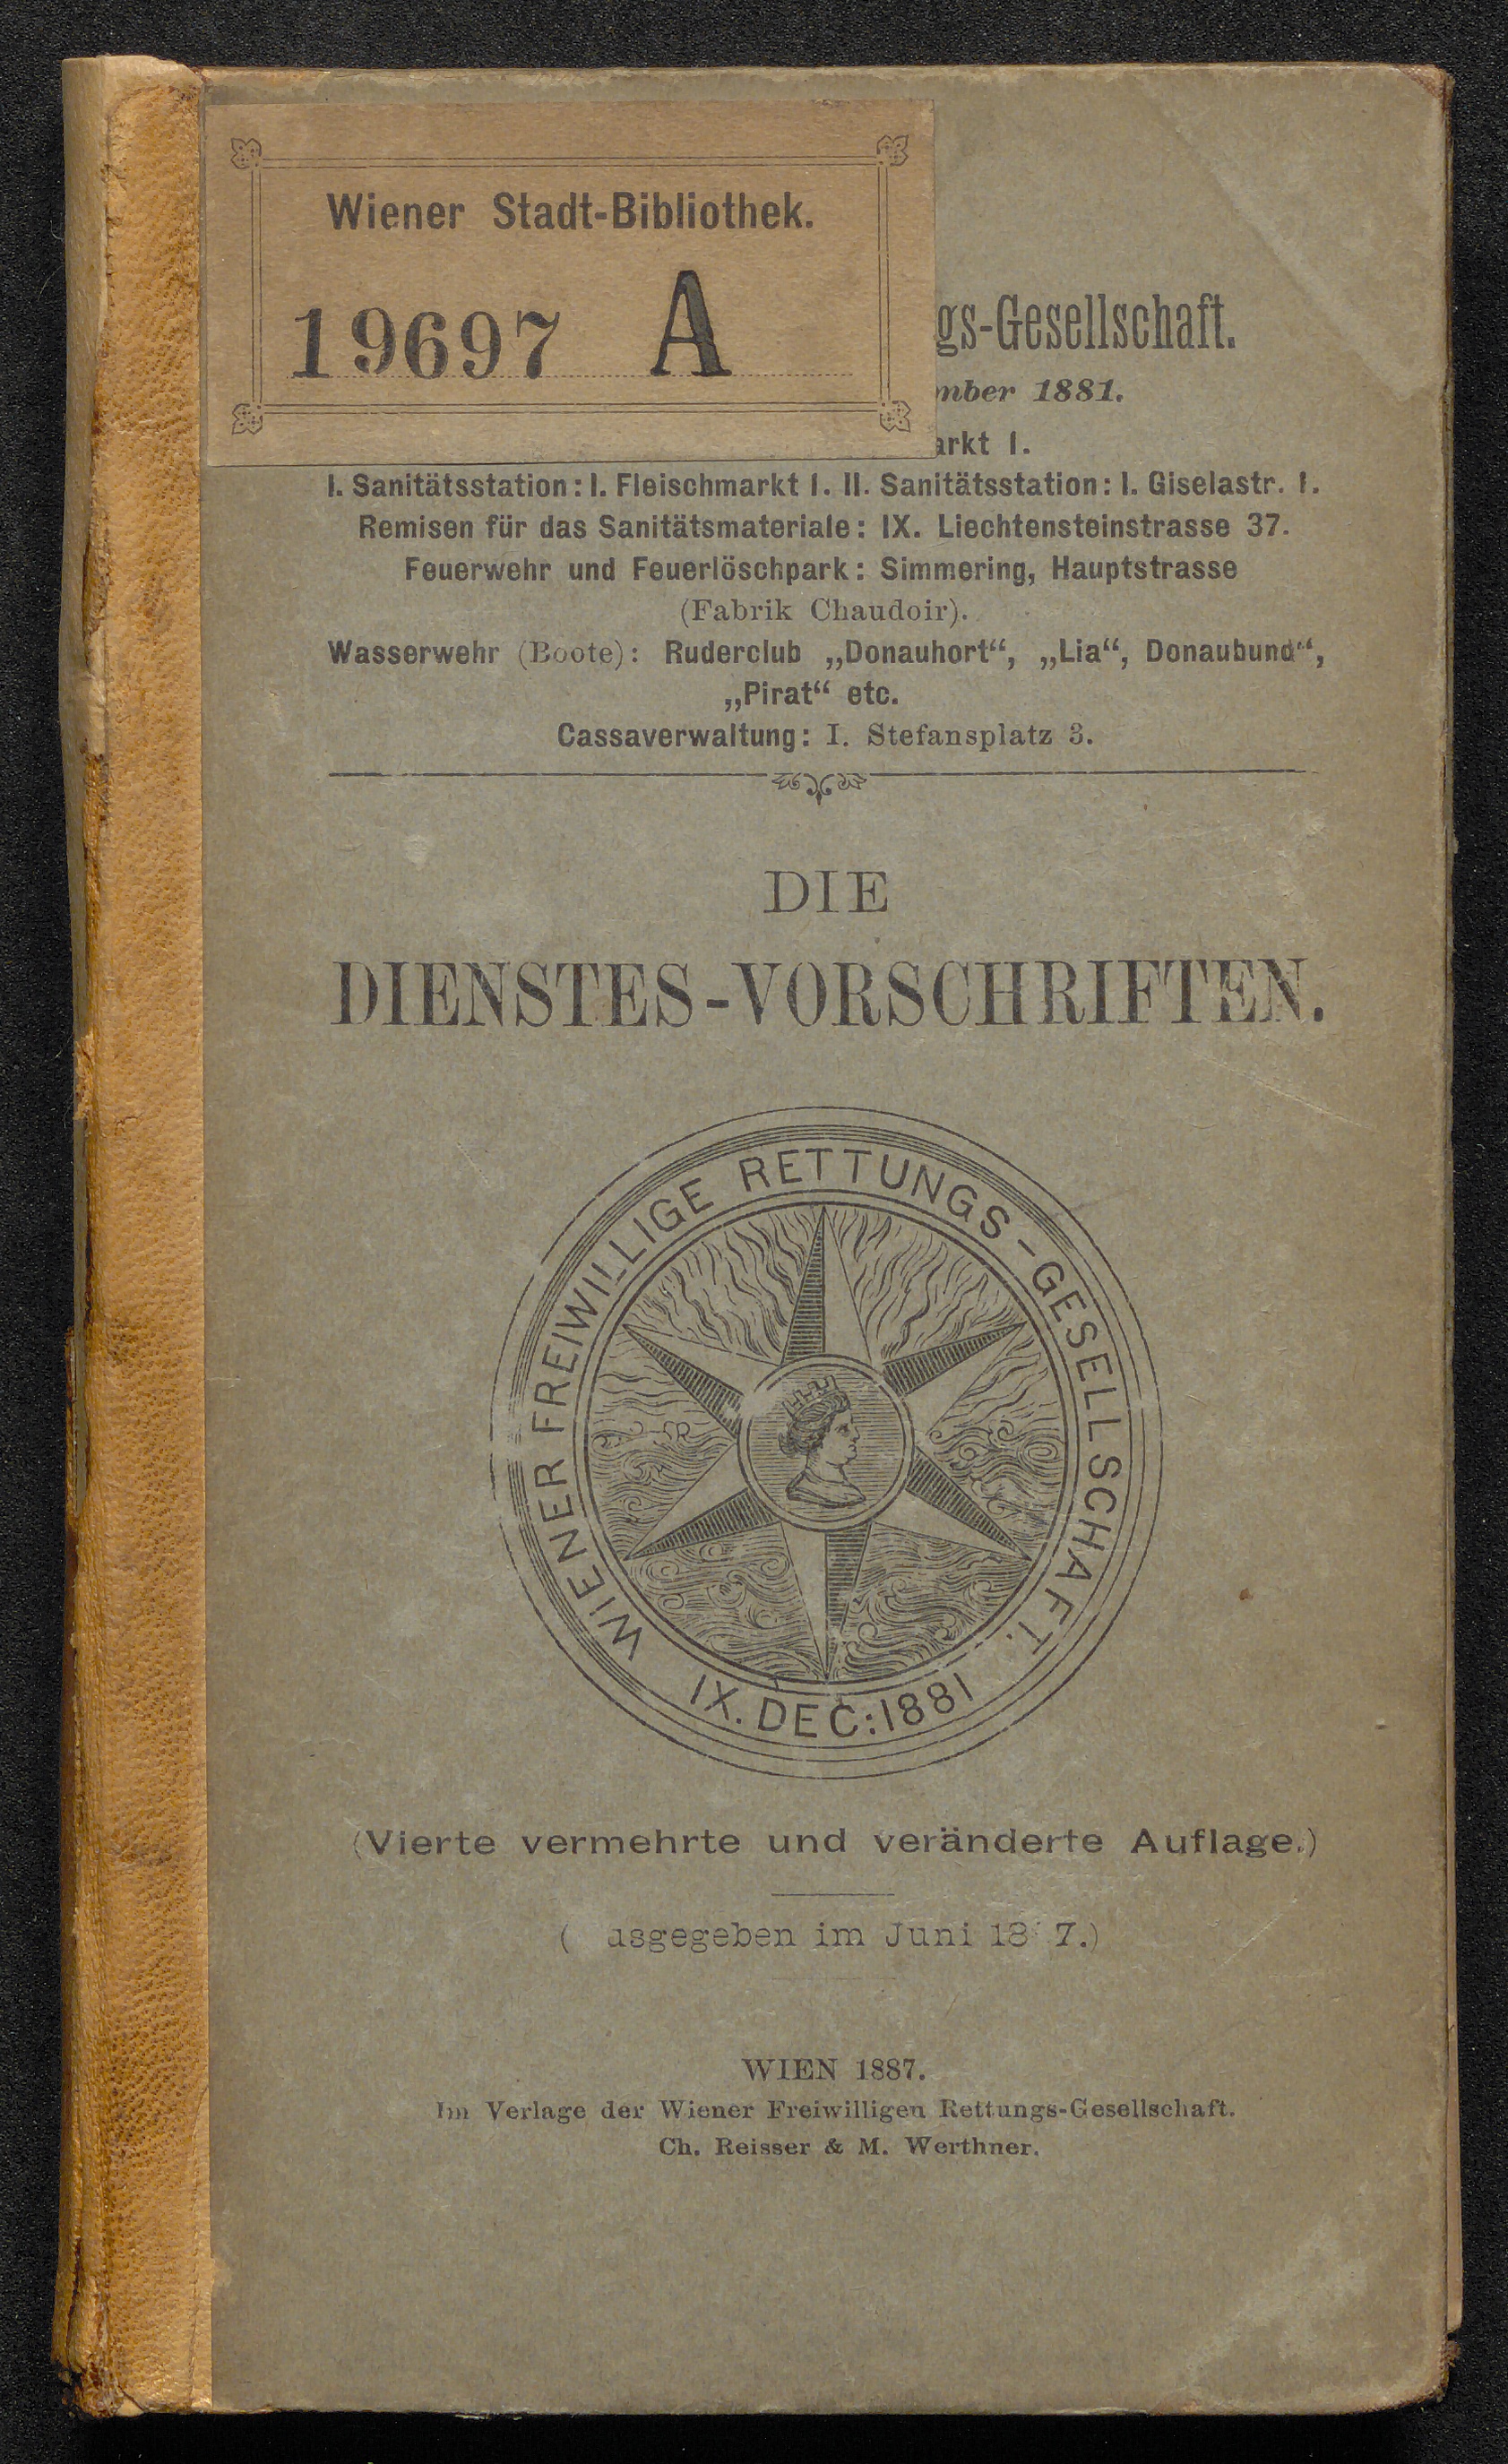 Wiener Stadt-Bibliothek.
19697 A
gs-Gesellschaft.
mber 1881.
arkt I.
I. Sanitätsstation: I. Fleischmarkt I. II. Sanitätsstation: I. Giselastr. I.
Remisen für das Sanitätsmateriale: IX. Liechtensteinstrasse 37.
Feuerwehr und Feuerlöschpark: Simmering, Hauptstrasse
(Fabrik Chaudoir).
Wasserwehr (Boote): Ruderclub „Donauhort“, „Lia“, Donaubund“,
„Pirat“ etc.
Cassaverwaltung: I. Stefansplatz 3.
DIE
DIENSTES-VORSCHRIFTEN.
WIENER FREIWILLIGE RETTUNGS-GESELLSCHAFT.
IX. DEC: 1881
(Vierte vermehrte und veränderte Auflage.)
( usgegeben im Juni 18 7.)
WIEN 1887.
Im Verlage der Wiener Freiwilligen Rettungs-Gesellschaft.
Ch. Reisser & M. Werthner.